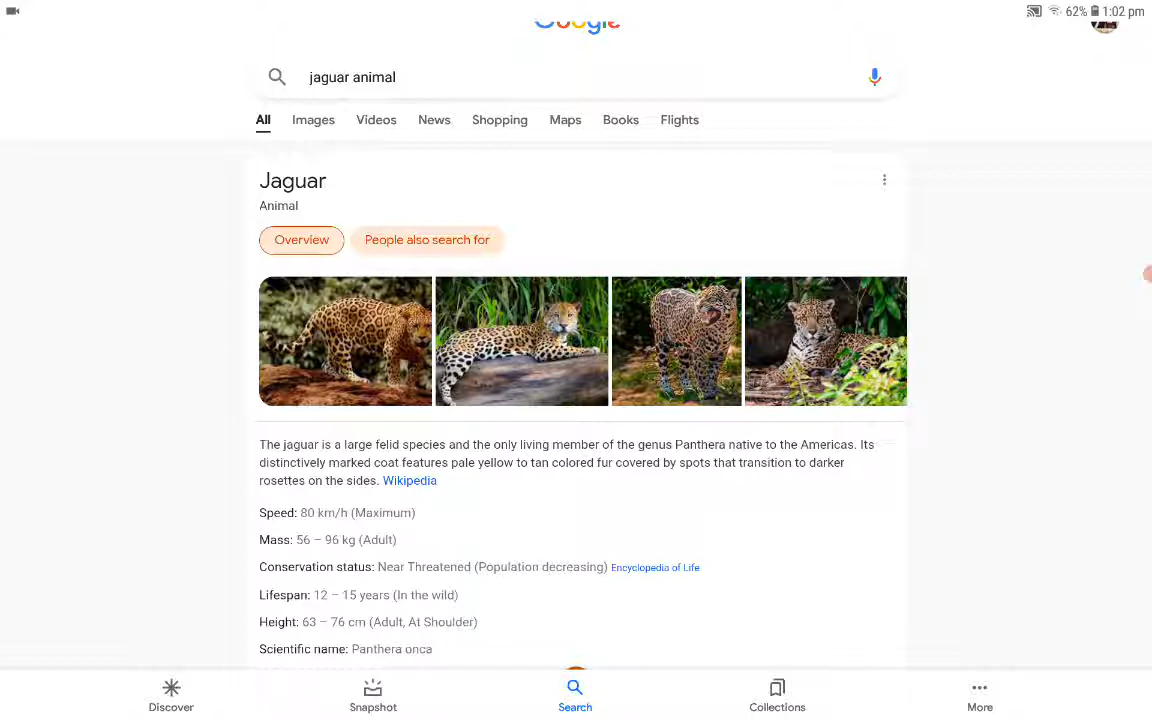 62% 1:02 pm
Google
jaguar animal
All Images Videos News Shopping Maps Books Flights
Jaguar
Animal
Overview People also search for
The jaguar is a large felid species and the only living member of the genus Panthera native to the Americas. Its
distinctively marked coat features pale yellow to tan colored fur covered by spots that transition to darker
rosettes on the sides. Wikipedia
Speed: 80 km/h (Maximum)
Mass: 56 – 96 kg (Adult)
Conservation status: Near Threatened (Population decreasing) Encyclopedia of Life
Lifespan: 12 – 15 years (In the wild)
Height: 63 – 76 cm (Adult, At Shoulder)
Scientific name: Panthera onca
Discover Snapshot Search Collections More